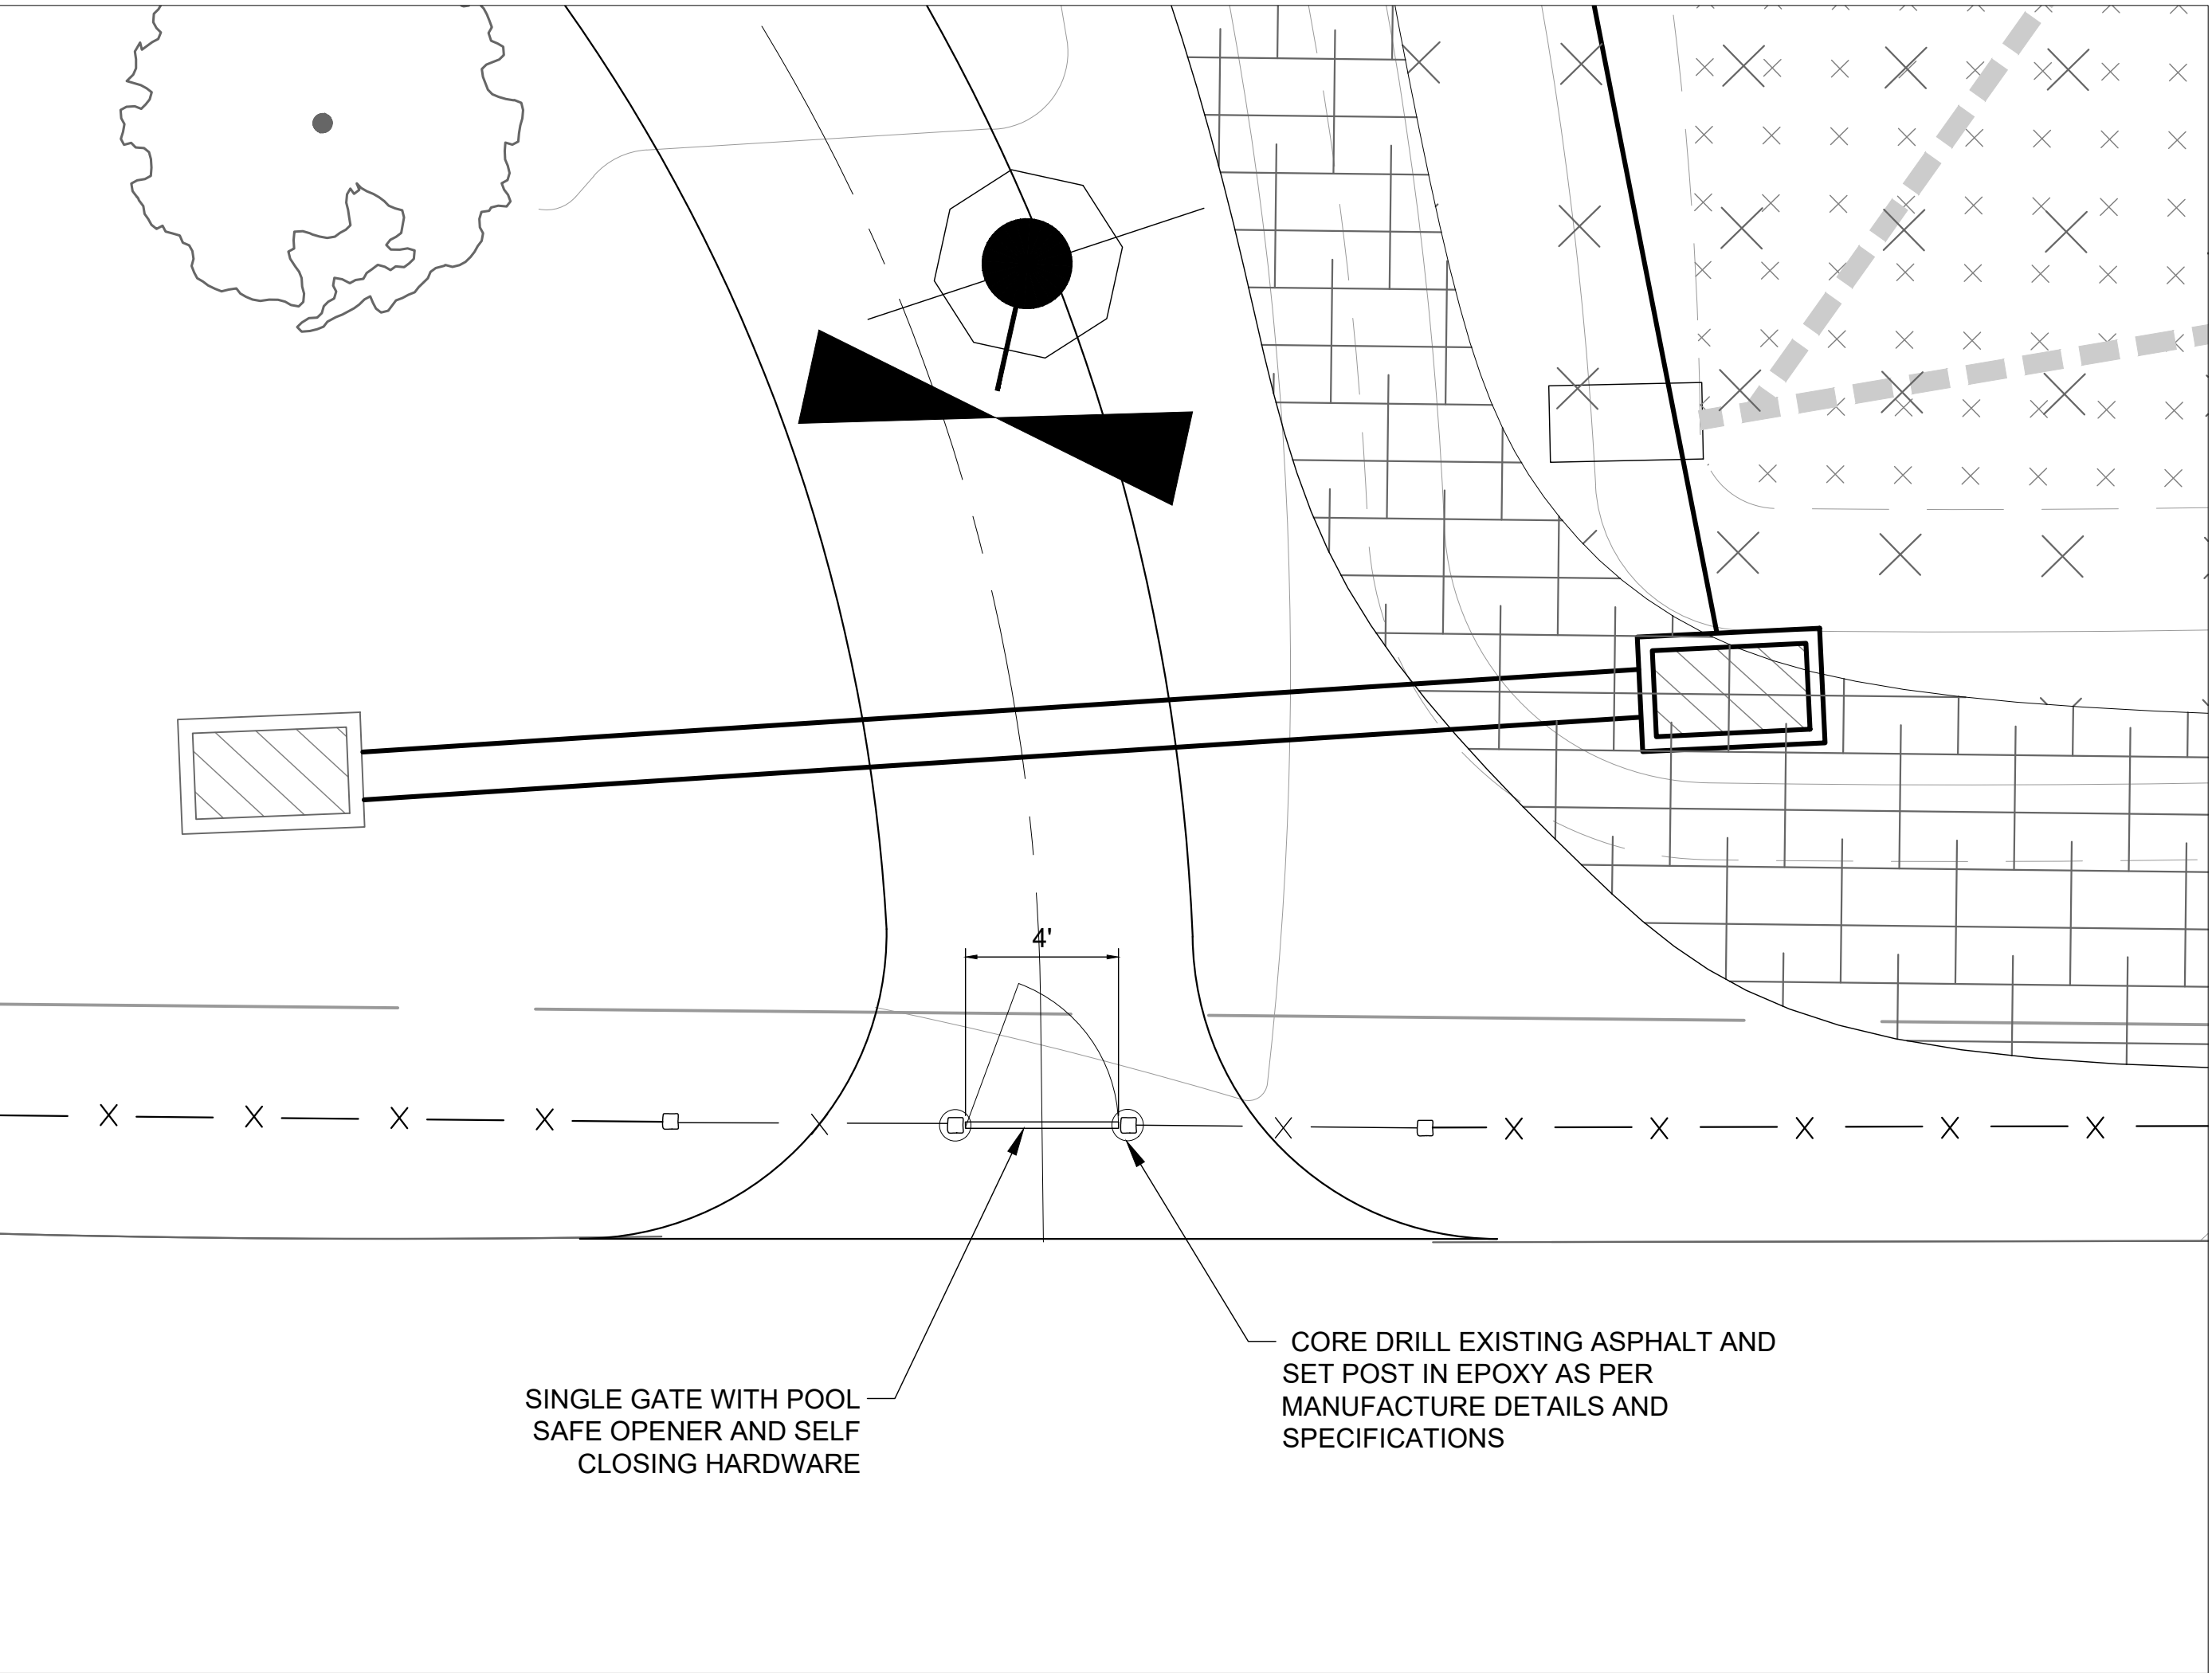 4'
SINGLE GATE WITH POOL
SAFE OPENER AND SELF
CLOSING HARDWARE
CORE DRILL EXISTING ASPHALT AND
SET POST IN EPOXY AS PER
MANUFACTURE DETAILS AND
SPECIFICATIONS